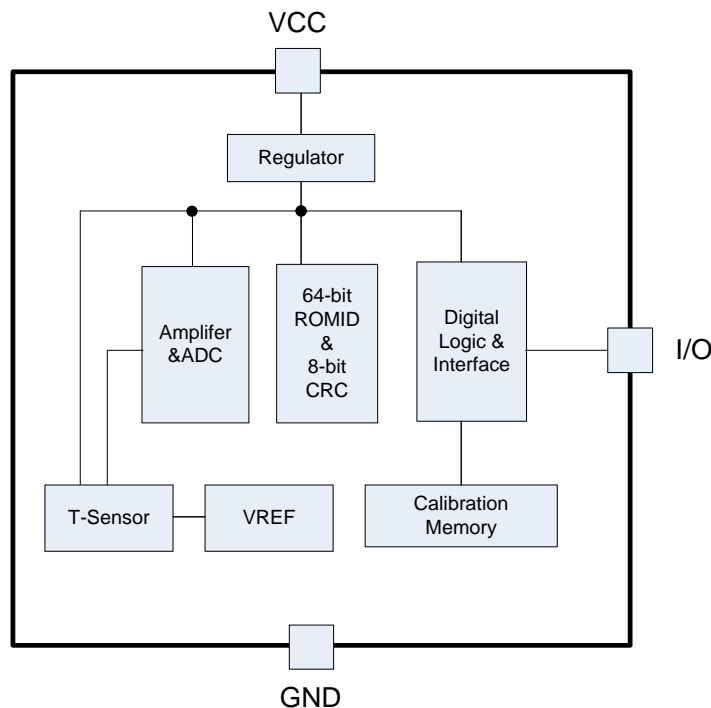 VCC
Regulator
Amplifer
&ADC
64-bit
ROMID
&
8-bit
CRC
Digital
Logic &
Interface
I/O
T-Sensor
VREF
Calibration
Memory
GND